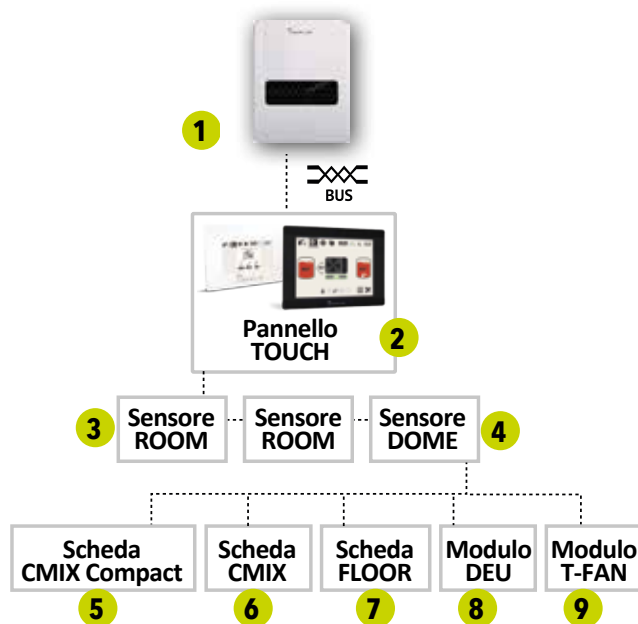 1
BUS
Pannello
TOUCH
2
3
Sensore
ROOM
Sensore
ROOM
Sensore
DOME
4
Scheda
CMIX Compact
Scheda
CMIX
Scheda
FLOOR
Modulo
DEU
Modulo
T-FAN
5
6
7
8
9